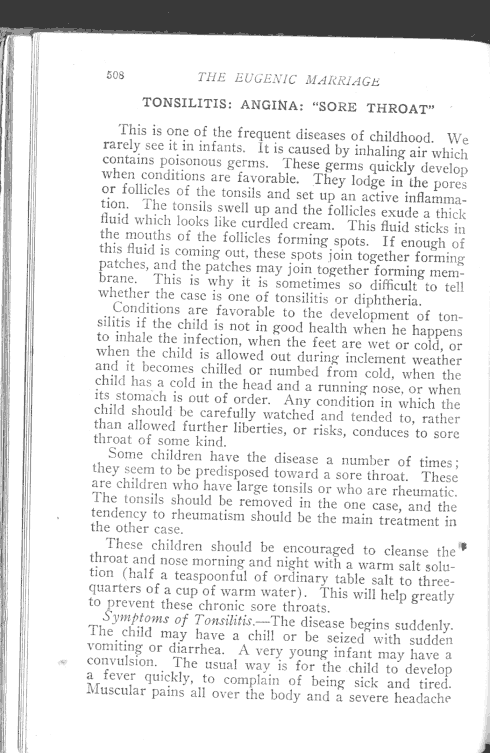 508 THE EUGENIC MARRIAGE
TONSILITIS: ANGINA: "SORE THROAT"
This is one of the frequent diseases of childhood. We
rarely see it in infants. It is caused by inhaling air which
contains poisonous germs. These germs quickly develop
when conditions are favorable. They lodge in the pores
or follicles of the tonsils and set up an active inflamma-
tion. The tonsils swell up and the follicles exude a thick
fluid which looks like curdled cream. This fluid sticks in
the mouths of the follicles forming spots. If enough of
this fluid is coming out, these spots join together forming
patches, and the patches may join together forming mem-
brane. This is why it is sometimes so difficult to tell
whether the case is one of tonsilitis or diphtheria.
Conditions are favorable to the development of ton-
silitis if the child is not in good health when he happens
to inhale the infection, when the feet are wet or cold, or
when the child is allowed out during inclement weather
and it becomes chilled or numbed from cold, when the
child has a cold in the head and a running nose, or when
its stomach is out of order. Any condition in which the
child should be carefully watched and tended to, rather
than allowed further liberties, or risks, conduces to sore
throat of some kind.
Some children have the disease a number of times;
they seem to be predisposed toward a sore throat. These
are children who have large tonsils or who are rheumatic.
The tonsils should be removed in the one case, and the
tendency to rheumatism should be the main treatment in
the other case.
These children should be encouraged to cleanse the
throat and nose morning and night with a warm salt solu-
tion (half a teaspoonful of ordinary table salt to three-
quarters of a cup of warm water). This will help greatly
to prevent these chronic sore throats.
Symptoms of Tonsilitis.—The disease begins suddenly.
The child may have a chill or be seized with sudden
vomiting or diarrhea. A very young infant may have a
convulsion. The usual way is for the child to develop
a fever quickly, to complain of being sick and tired.
Muscular pains all over the body and a severe headache